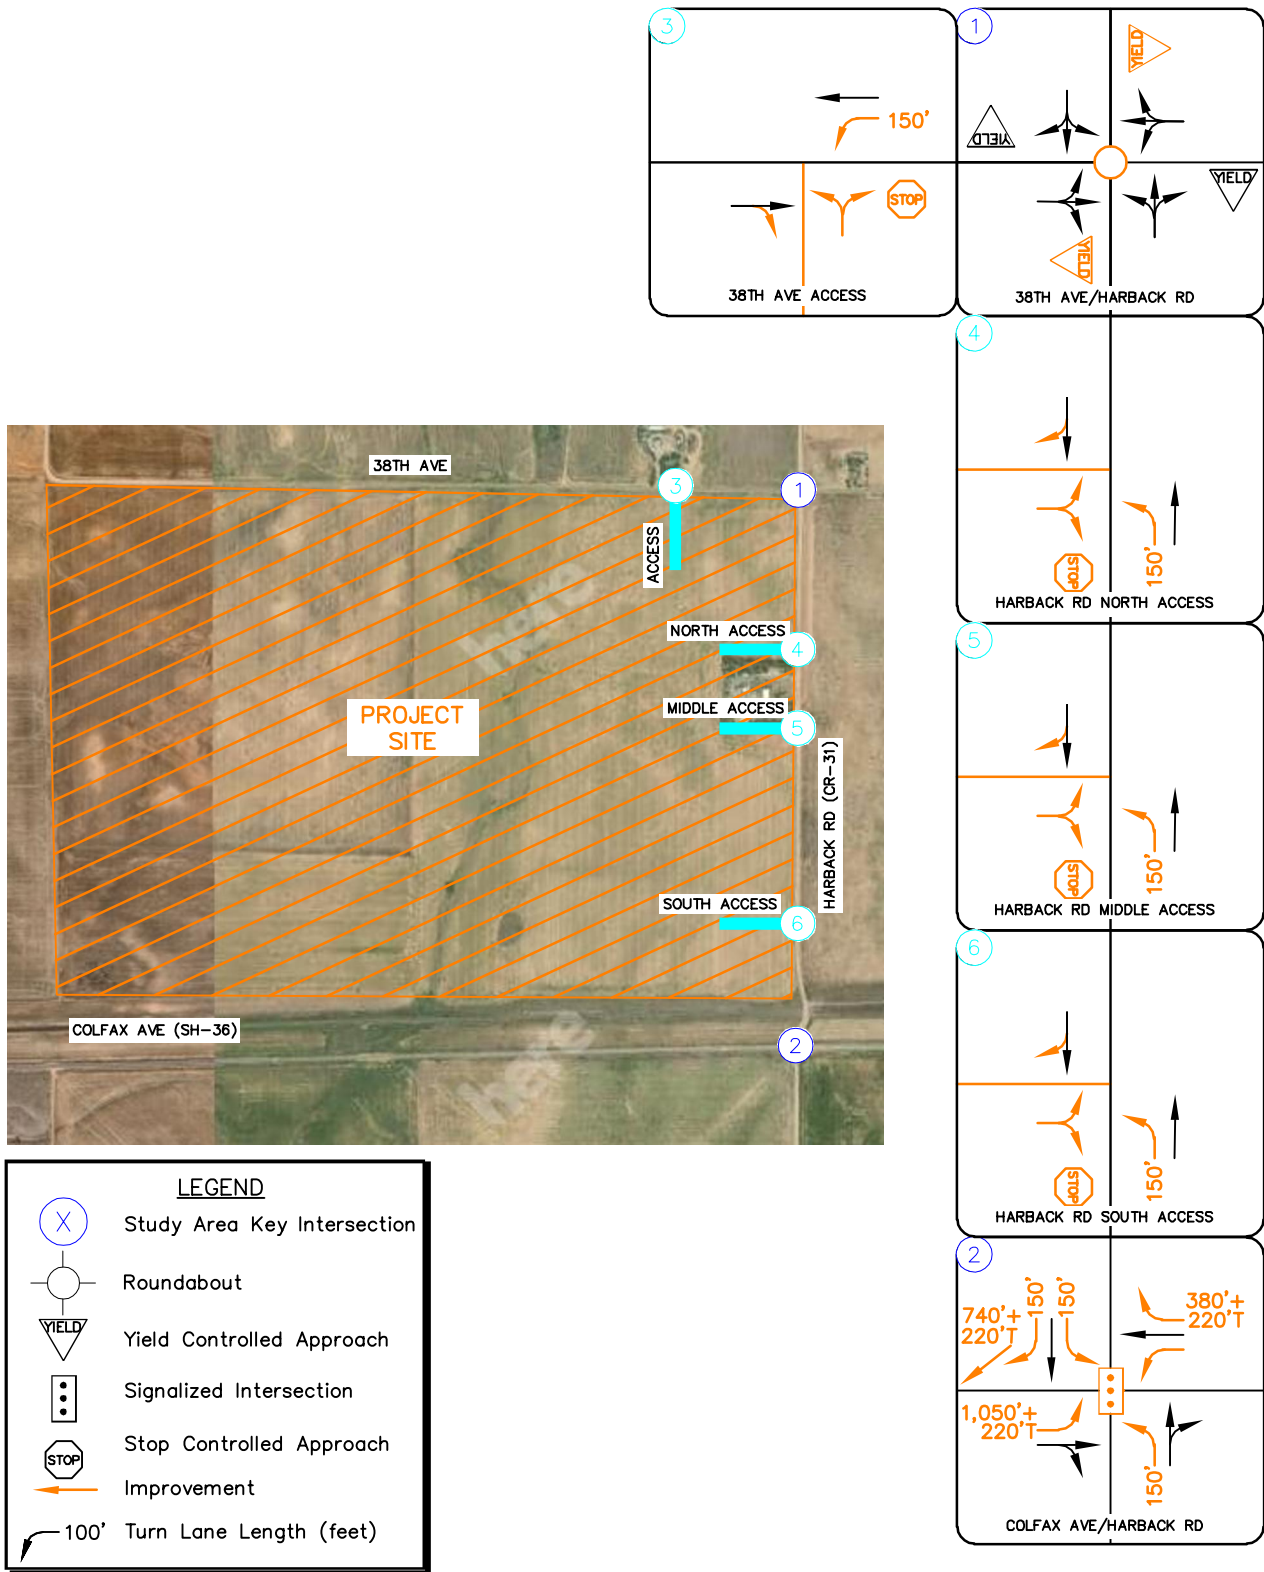 3
150'
STOP
38TH AVE ACCESS
1
YIELD
YIELD
YIELD
YIELD
38TH AVE/HARBACK RD
4
150'
STOP
HARBACK RD NORTH ACCESS
5
150'
STOP
HARBACK RD MIDDLE ACCESS
6
150'
STOP
HARBACK RD SOUTH ACCESS
2
740'+
220'T
150'
150'
380'+
220'T
1,050'+
220'T
150'
COLFAX AVE/HARBACK RD
38TH AVE
3
1
ACCESS
NORTH ACCESS
4
here
PROJECT
SITE
MIDDLE ACCESS
5
HARBACK RD (CR-31)
SOUTH ACCESS
6
COLFAX AVE (SH-36)
2
here
LEGEND
X Study Area Key Intersection
Roundabout
YIELD Yield Controlled Approach
Signalized Intersection
STOP Stop Controlled Approach
Improvement
100' Turn Lane Length (feet)